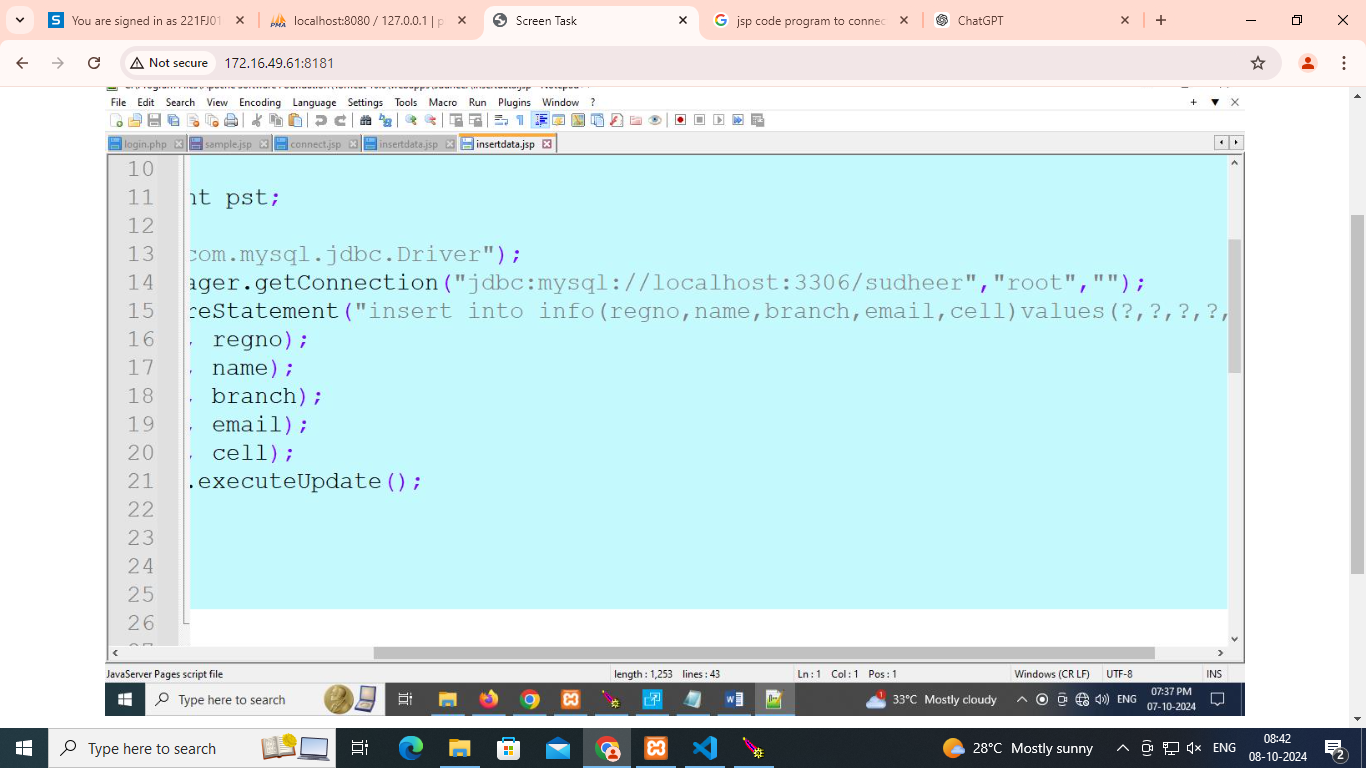 You are signed in as 221FJ01
localhost:8080 / 127.0.0.1 | p
Screen Task
jsp code program to connec
ChatGPT
Not secure
172.16.49.61:8181
File Edit Search View Encoding Language Settings Tools Macro Run Plugins Window ?
login.php
sample.jsp
connect.jsp
insertdata.jsp
insertdata.jsp
10
11 nt pst;
12
13 com.mysql.jdbc.Driver");
14 ager.getConnection("jdbc:mysql://localhost:3306/sudheer","root","");
15 reStatement("insert into info(regno,name,branch,email,cell)values(?,?,?,?,
16 , regno);
17 , name);
18 , branch);
19 , email);
20 , cell);
21 .executeUpdate();
22
23
24
25
26
JavaServer Pages script file
length : 1,253 lines : 43
Ln : 1 Col : 1 Pos : 1
Windows (CR LF)
UTF-8
INS
Type here to search
33°C Mostly cloudy
ENG
07:37 PM
07-10-2024
Type here to search
28°C Mostly sunny
ENG
08:42
08-10-2024
2